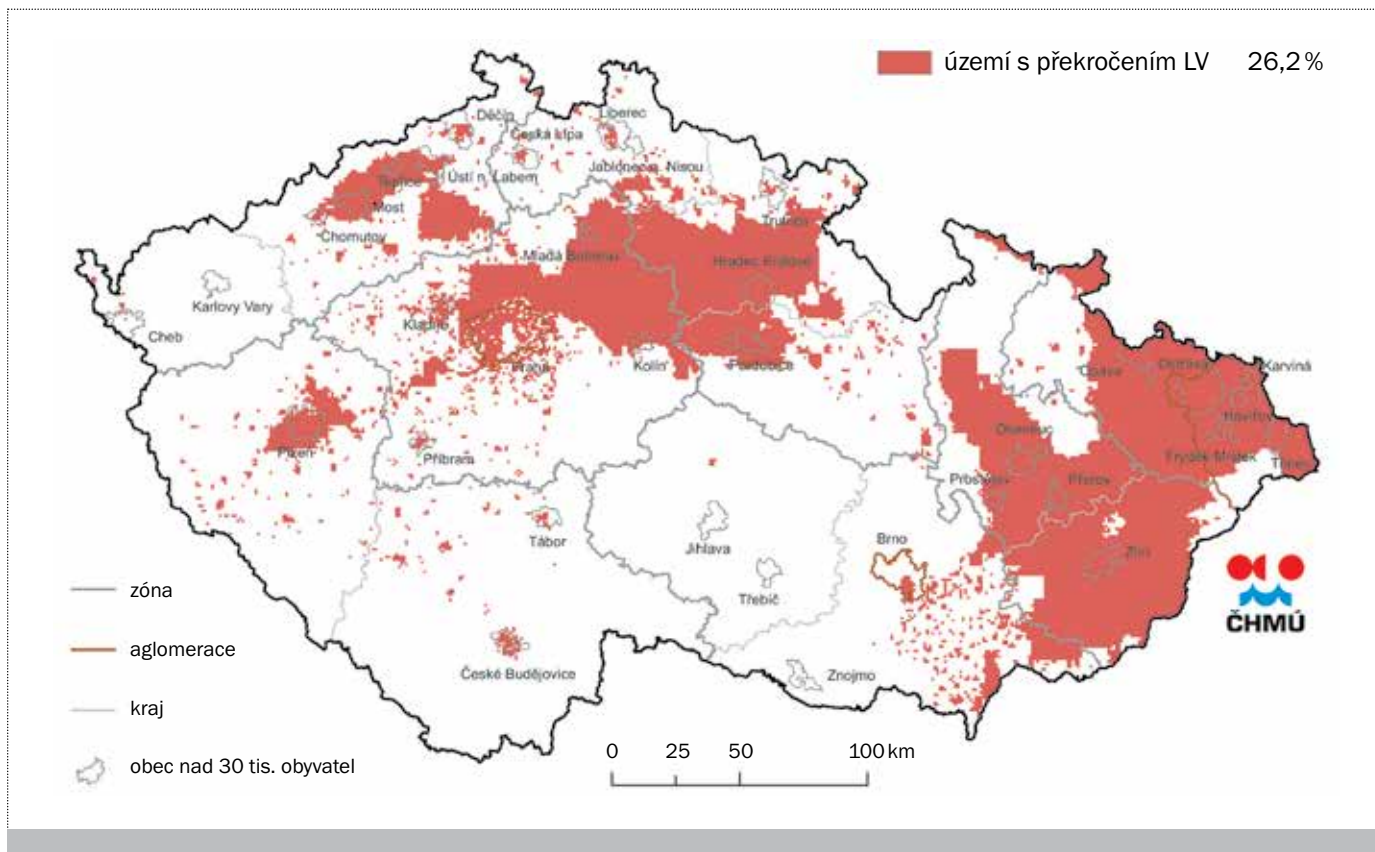 území s překročením LV 26,2 %
Děčín
Liberec
Česká Lípa
Jablonec n. Nisou
Teplice
Ústí n. Labem
Most
Trutnov
Chomutov
Mladá Boleslav
Hradec Králové
Karlovy Vary
Kladno
Cheb
Praha
Kolín
Pardubice
Opava
Ostrava
Karviná
Havířov
Plzeň
Olomouc
Příbram
Frýdek-Místek
Třinec
Prostějov
Přerov
Tábor
Jihlava
Brno
Zlín
zóna
Třebíč
ČHMÚ
aglomerace
České Budějovice
Znojmo
kraj
obec nad 30 tis. obyvatel
0 25 50 100 km